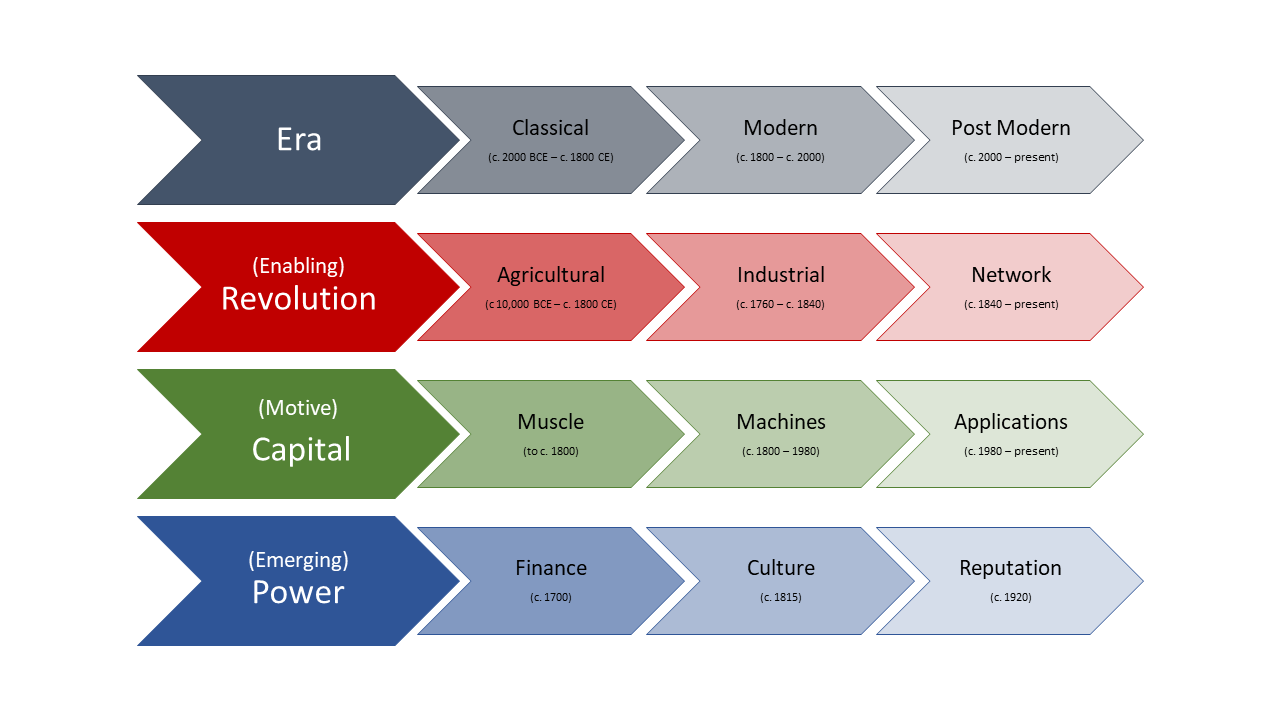 Era
Classical
(c. 2000 BCE – c. 1800 CE)
Modern
(c. 1800 – c. 2000)
Post Modern
(c. 2000 – present)
(Enabling)
Revolution
Agricultural
(c 10,000 BCE – c. 1800 CE)
Industrial
(c. 1760 – c. 1840)
Network
(c. 1840 – present)
(Motive)
Capital
Muscle
(to c. 1800)
Machines
(c. 1800 – 1980)
Applications
(c. 1980 – present)
(Emerging)
Power
Finance
(c. 1700)
Culture
(c. 1815)
Reputation
(c. 1920)